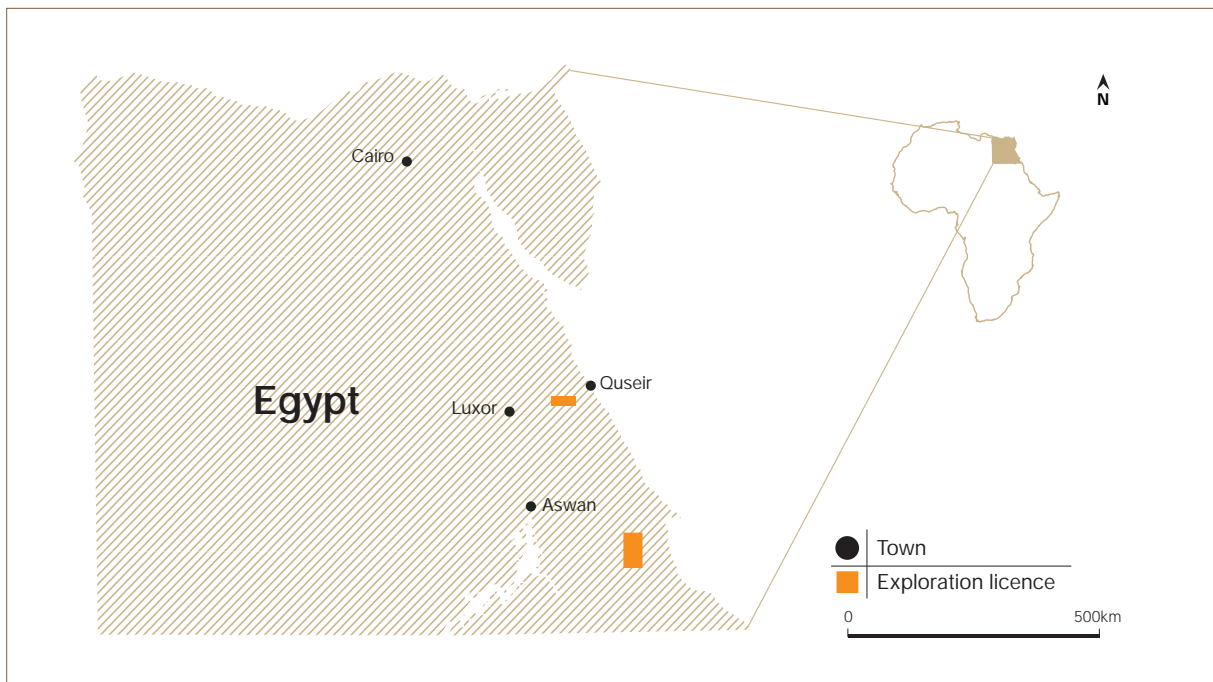 N
Cairo
Quseir
Egypt
Luxor
Aswan
Town
Exploration licence
0 500km